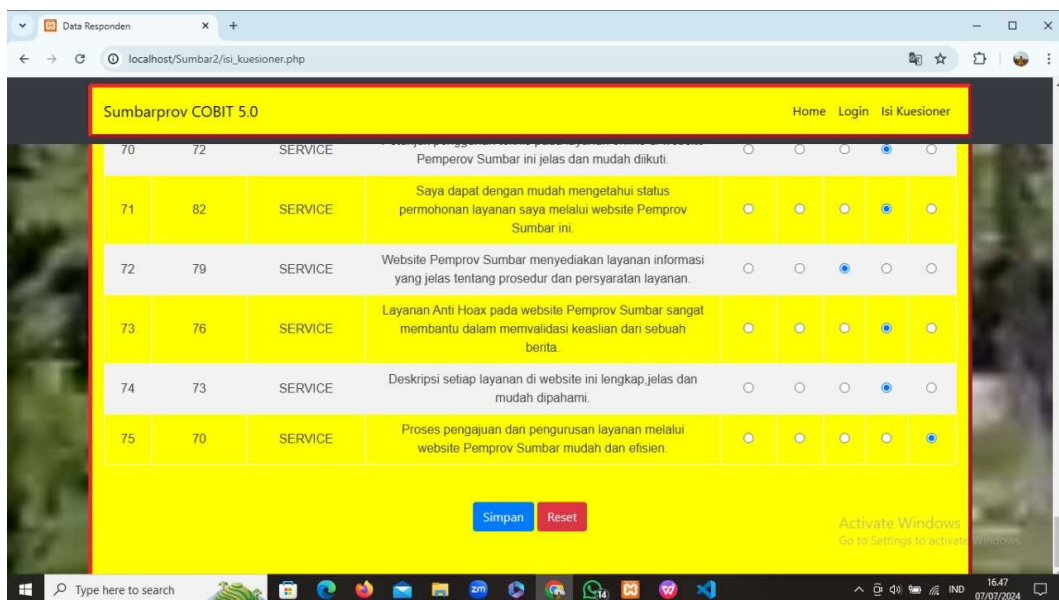 Data Responden
localhost/Sumbar2/isi_kuesioner.php
Sumbarprov COBIT 5.0 Home Login Isi Kuesioner
70 72 SERVICE
Pemperov Sumbar ini jelas dan mudah diikuti.
Saya dapat dengan mudah mengetahui status
71 82 SERVICE permohonan layanan saya melalui website Pemprov
Sumbar ini.
72 79 SERVICE Website Pemprov Sumbar menyediakan layanan informasi
yang jelas tentang prosedur dan persyaratan layanan.
Layanan Anti Hoax pada website Pemprov Sumbar sangat
73 76 SERVICE membantu dalam memvalidasi keaslian dari sebuah
berita.
74 73 SERVICE Deskripsi setiap layanan di website ini lengkap,jelas dan
mudah dipahami.
75 70 SERVICE Proses pengajuan dan pengurusan layanan melalui
website Pemprov Sumbar mudah dan efisien.
Simpan Reset
Activate Windows
Go to Settings to activate Windows.
Type here to search zm 14 IND 16.47
07/07/2024